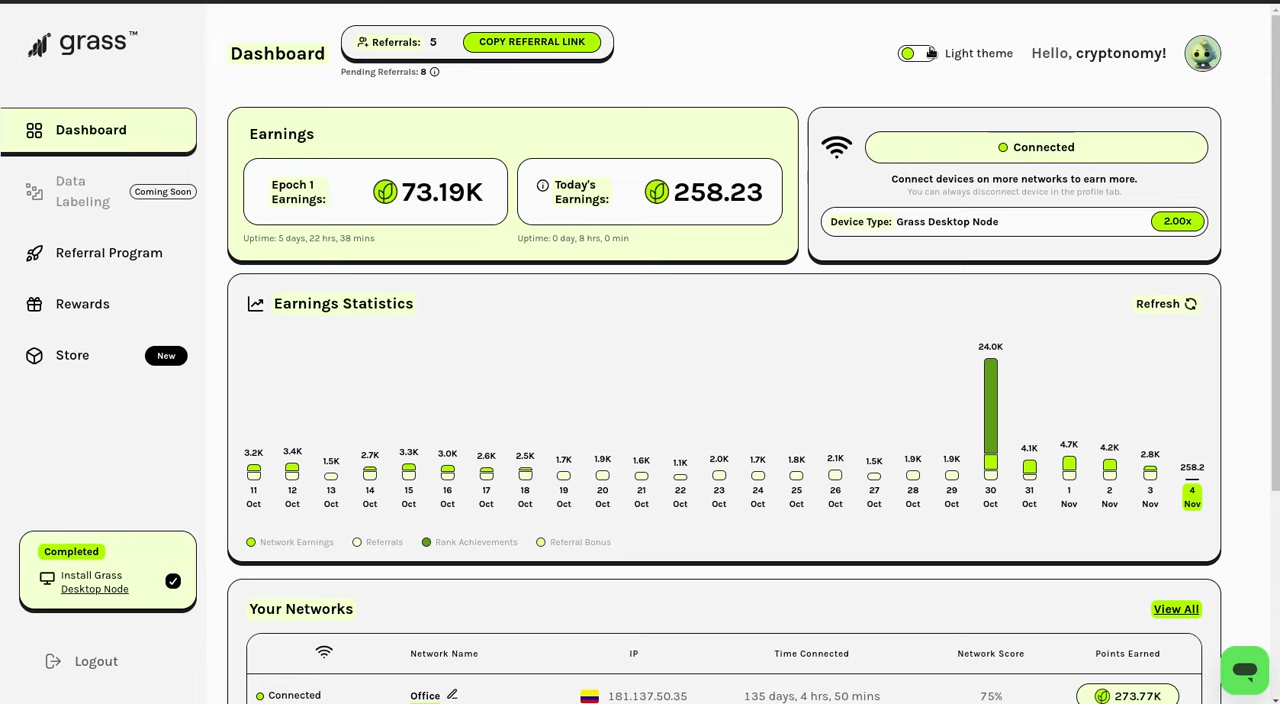 grass™
Dashboard
Referrals: 5
COPY REFERRAL LINK
Pending Referrals: 8
Light theme
Hello, cryptonomy!
Dashboard
Data
Labeling
Coming Soon
Referral Program
Rewards
Store
New
Completed
Install Grass
Desktop Node
Logout
Earnings
Epoch 1
Earnings:
73.19K
Uptime: 5 days, 22 hrs, 38 mins
Today's
Earnings:
258.23
Uptime: 0 day, 8 hrs, 0 min
Connected
Connect devices on more networks to earn more.
You can always disconnect device in the profile tab.
Device Type: Grass Desktop Node
2.00x
Earnings Statistics
Refresh
3.2K 3.4K 1.5K 2.7K 3.3K 3.0K 2.6K 2.5K 1.7K 1.9K 1.6K 1.1K 2.0K 1.7K 1.8K 2.1K 1.5K 1.9K 1.9K 24.0K 4.1K 4.7K 4.2K 2.8K 258.2
11 12 13 14 15 16 17 18 19 20 21 22 23 24 25 26 27 28 29 30 31 1 2 3 4
Oct Oct Oct Oct Oct Oct Oct Oct Oct Oct Oct Oct Oct Oct Oct Oct Oct Oct Oct Oct Oct Nov Nov Nov Nov
Network Earnings Referrals Rank Achievements Referral Bonus
Your Networks
View All
Network Name IP Time Connected Network Score Points Earned
Connected Office 181.137.50.35 135 days, 4 hrs, 50 mins 75% 273.77K